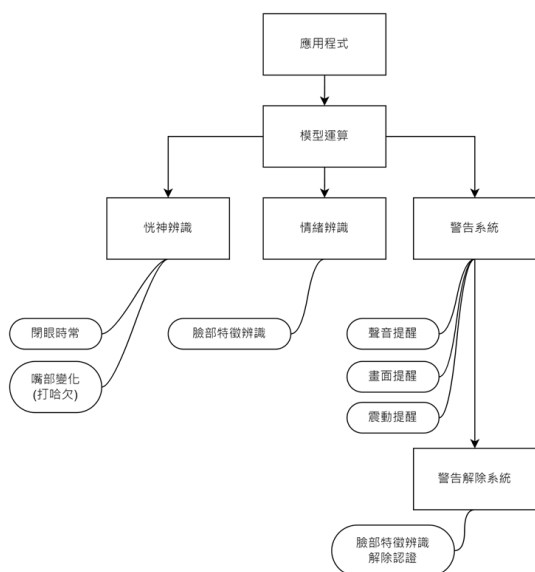 應用程式
模型運算
恍神辨識
情緒辨識
警告系統
閉眼時常
臉部特徵辨識
聲音提醒
嘴部變化
(打哈欠)
畫面提醒
震動提醒
警告解除系統
臉部特徵辨識
解除認證